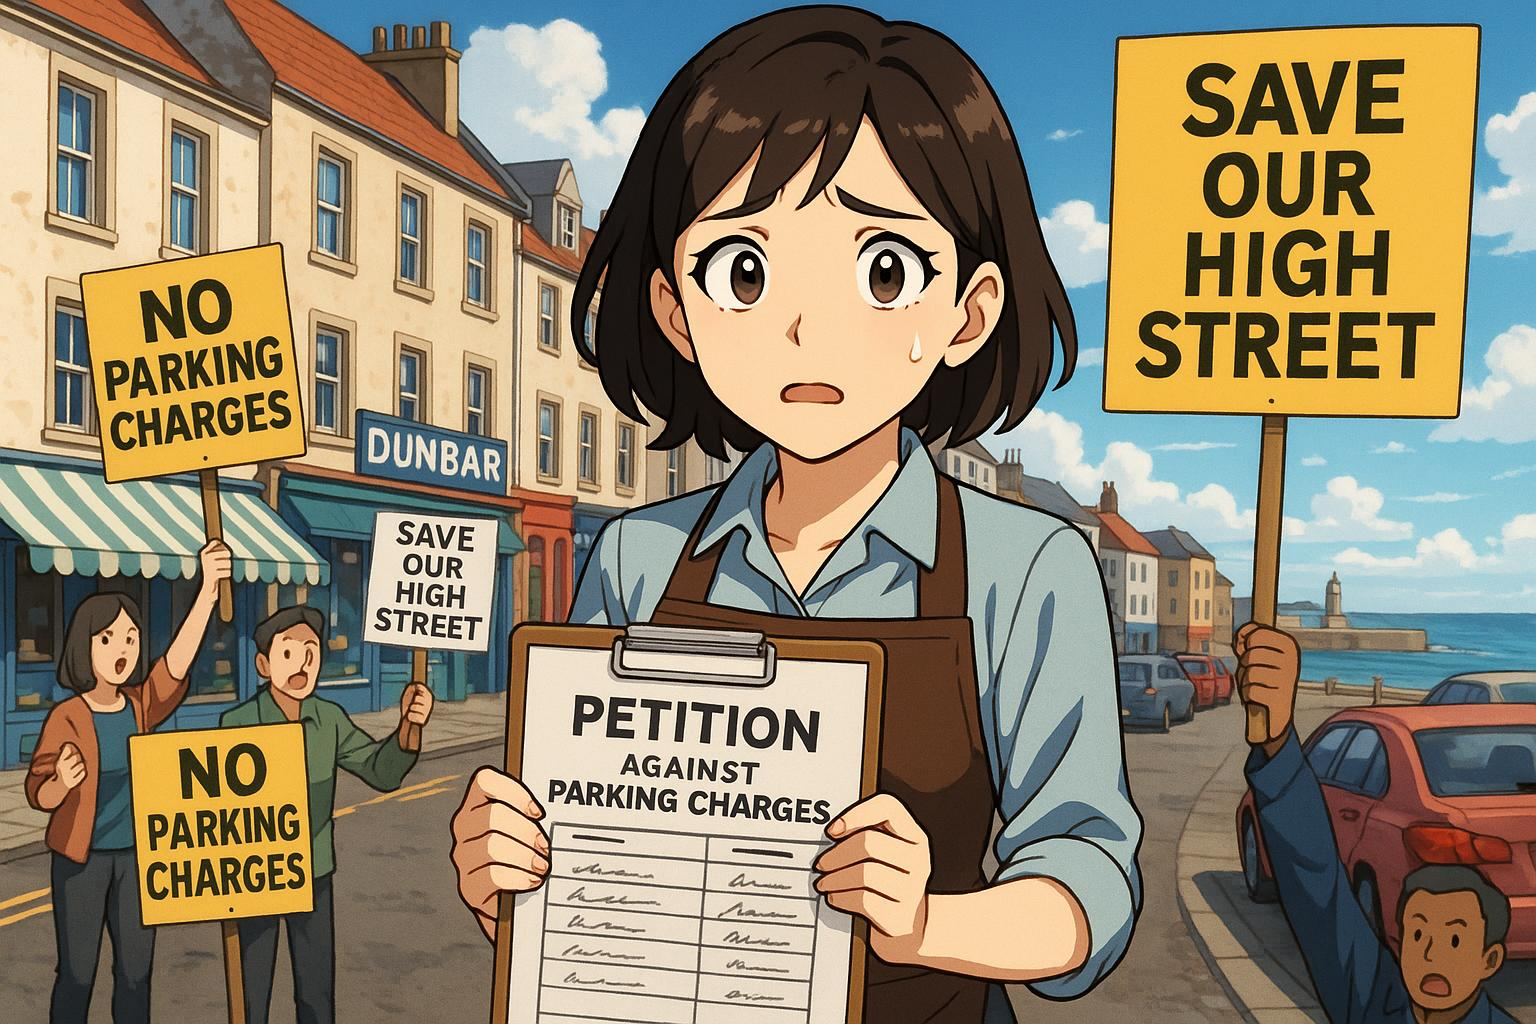 NO
PARKING
CHARGES
DUNBAR
SAVE
OUR
HIGH
STREET
NO
PARKING
CHARGES
PETITION
AGAINST
PARKING CHARGES
SAVE
OUR
HIGH
STREET